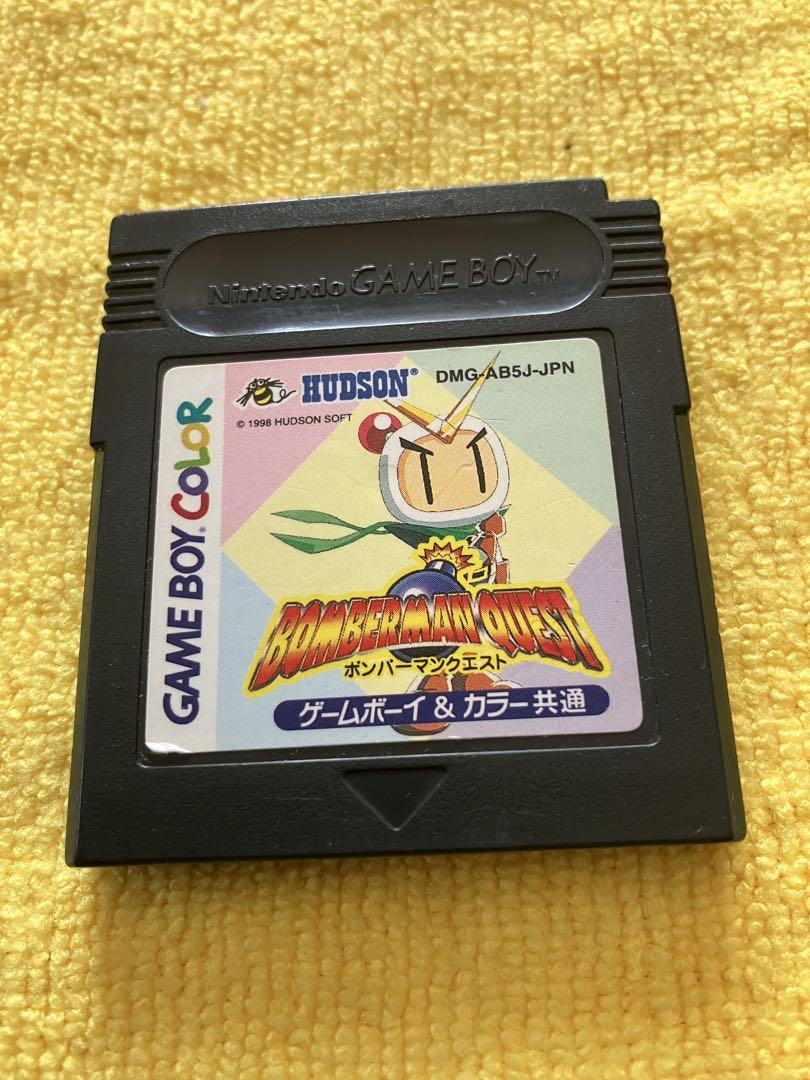 Nintendo GAME BOY™
HUDSON®
DMG-AB5J-JPN
© 1998 HUDSON SOFT
GAME BOY® COLOR
BOMBERMAN QUEST
ボンバーマンクエスト
ゲームボーイ & カラー共通